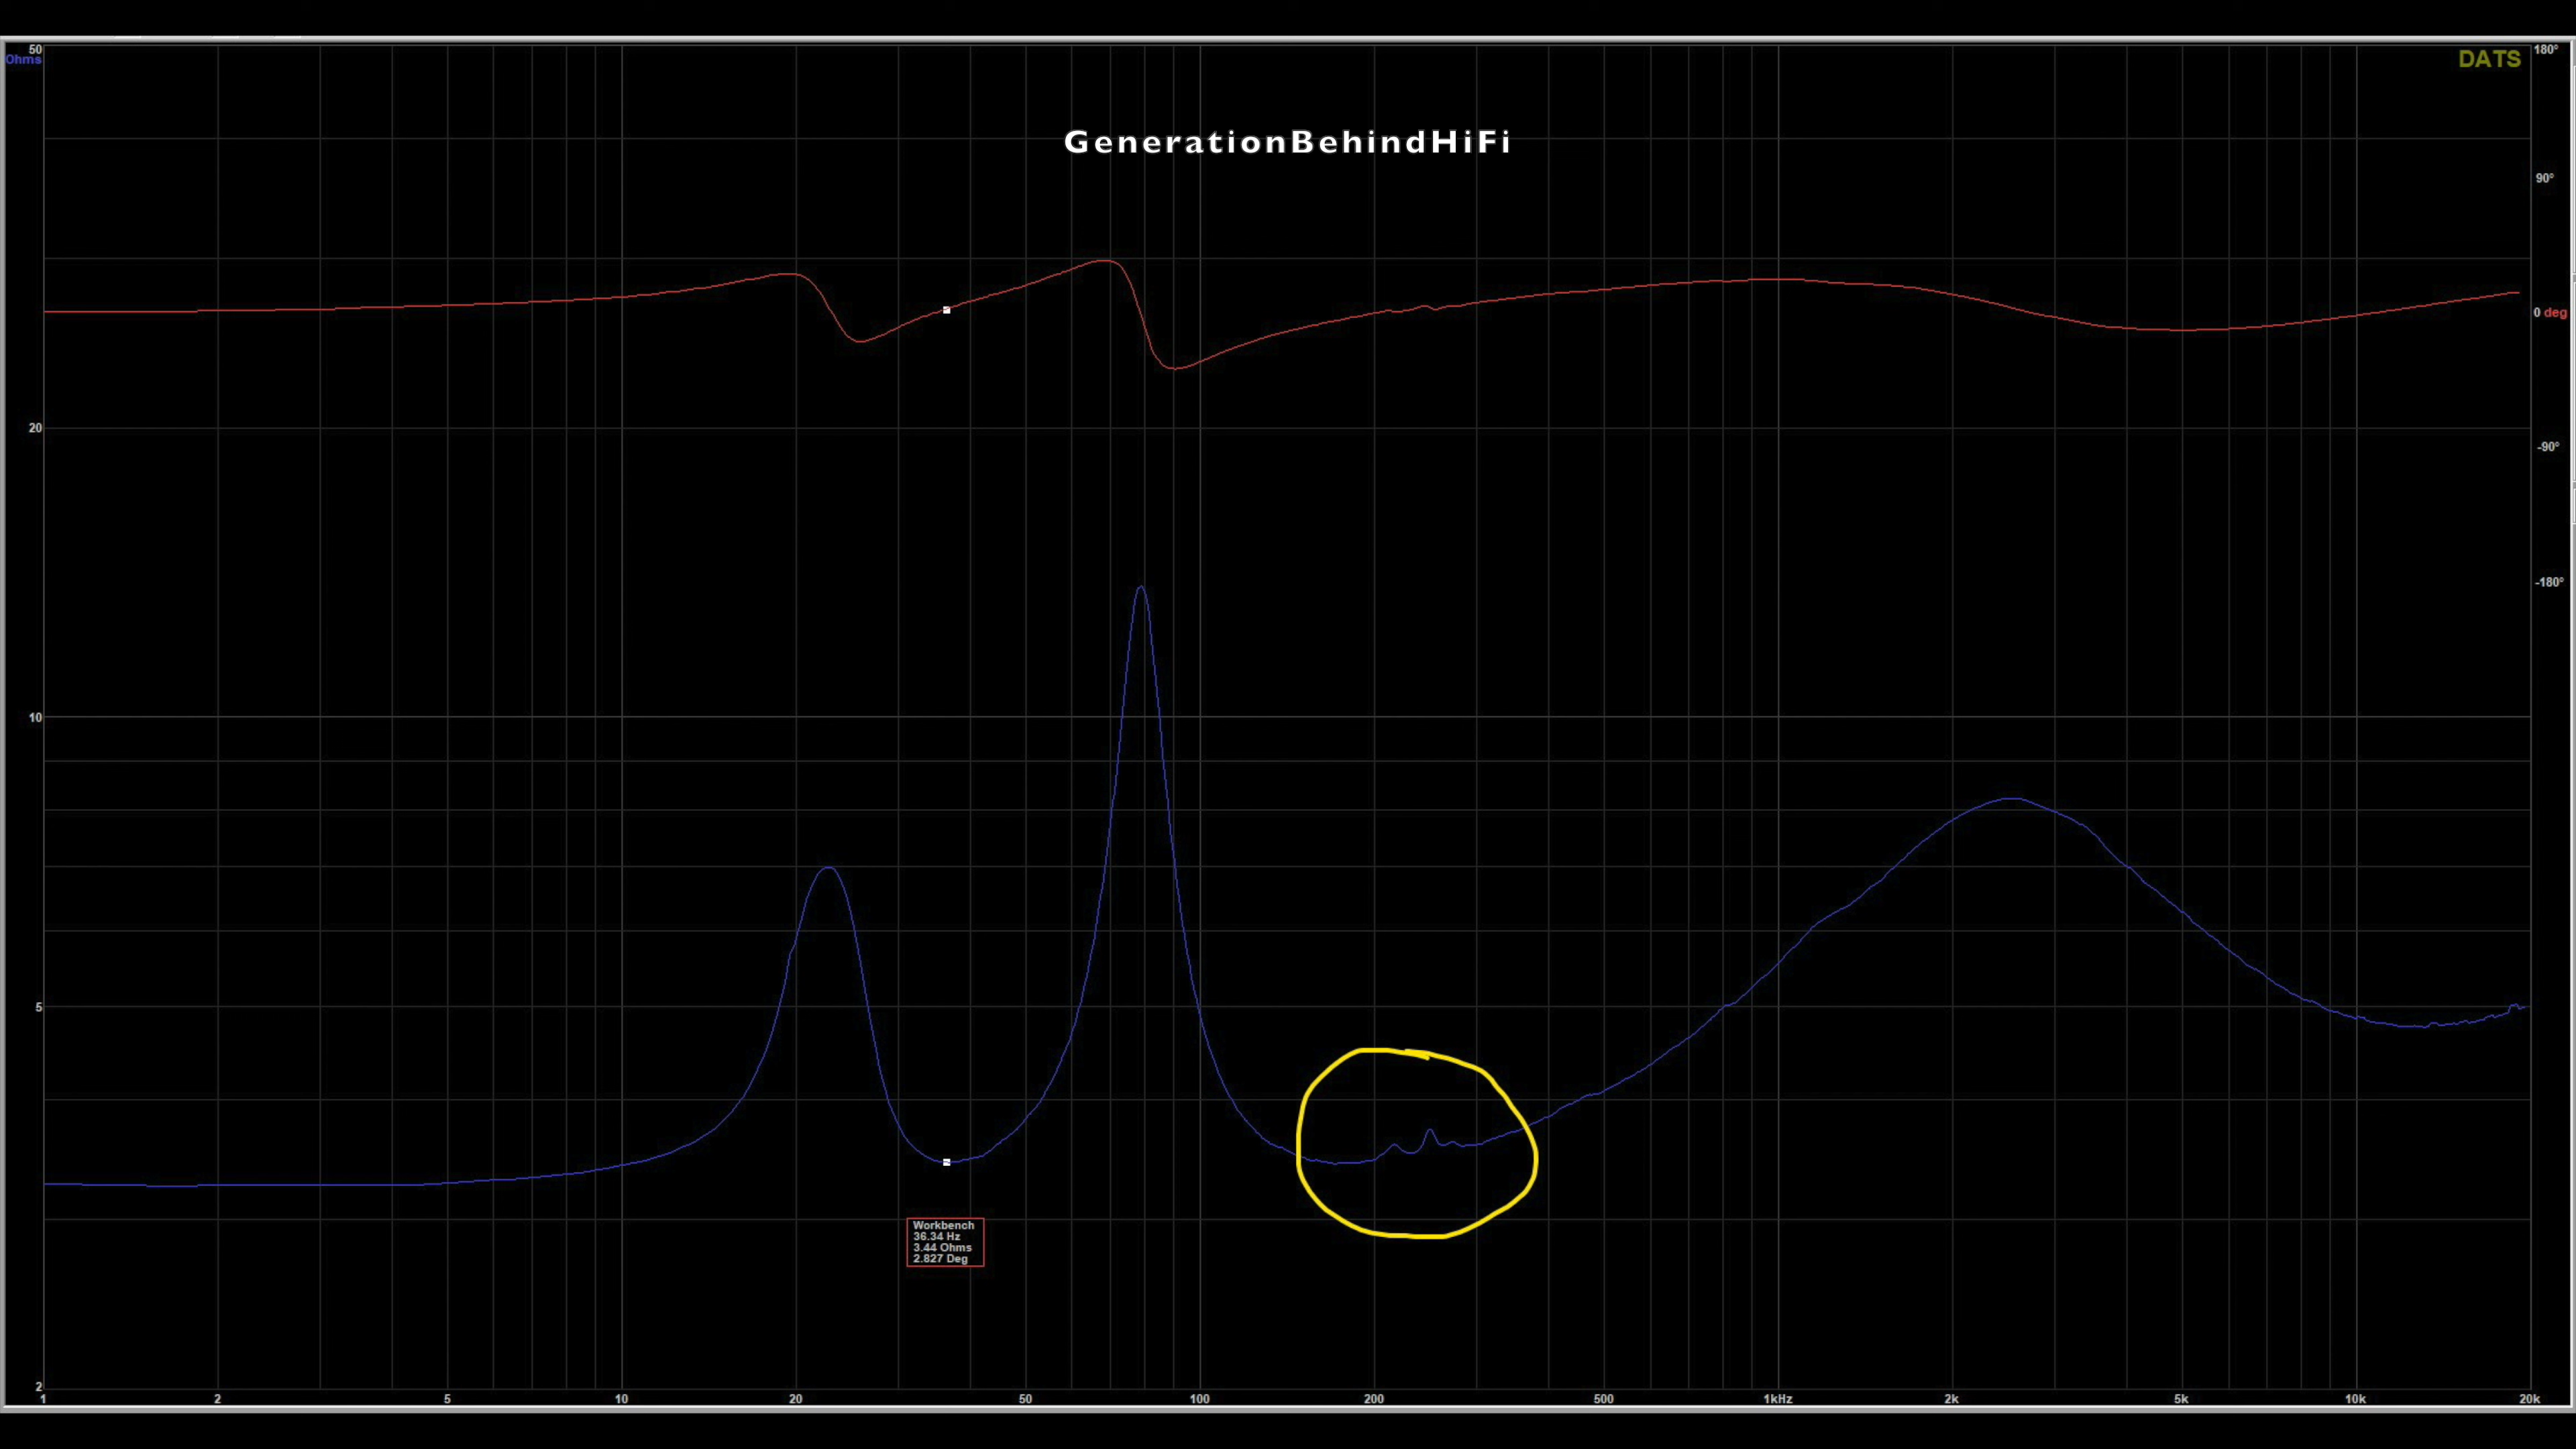 50
Ohms
180°
DATS
GenerationBehindHiFi
90°
0 deg
20
-90°
-180°
10
5
Workbench
36.34 Hz
3.44 Ohms
2.827 Deg
2
1 2 5 10 20 50 100 200 500 1kHz 2k 5k 10k 20k